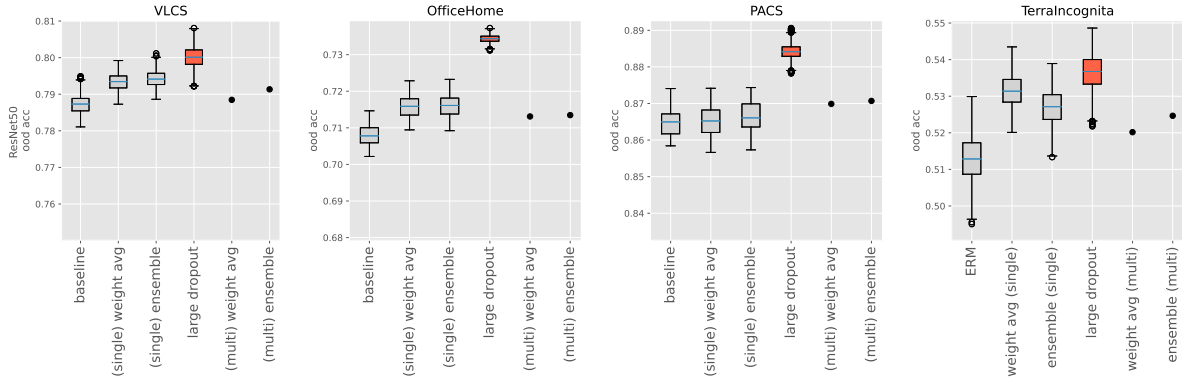 VLCS
ResNet50
ood acc
0.81
0.80
0.79
0.78
0.77
0.76
baseline
(single) weight avg
(single) ensemble
large dropout
(multi) weight avg
(multi) ensemble
OfficeHome
ood acc
0.73
0.72
0.71
0.70
0.69
0.68
baseline
(single) weight avg
(single) ensemble
large dropout
(multi) weight avg
(multi) ensemble
PACS
ood acc
0.89
0.88
0.87
0.86
0.85
0.84
baseline
(single) weight avg
(single) ensemble
large dropout
(multi) weight avg
(multi) ensemble
TerraIncognita
ood acc
0.55
0.54
0.53
0.52
0.51
0.50
ERM
weight avg (single)
ensemble (single)
large dropout
weight avg (multi)
ensemble (multi)